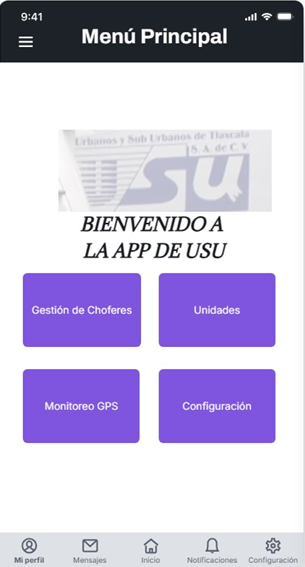 9:41
Menú Principal
Urbanos y Sub Urbanos de Tlaxcala
S. A. de C. V.
USU
BIENVENIDO A
LA APP DE USU
Gestión de Choferes
Unidades
Monitoreo GPS
Configuración
Mi perfil
Mensajes
Inicio
Notificaciones
Configuración